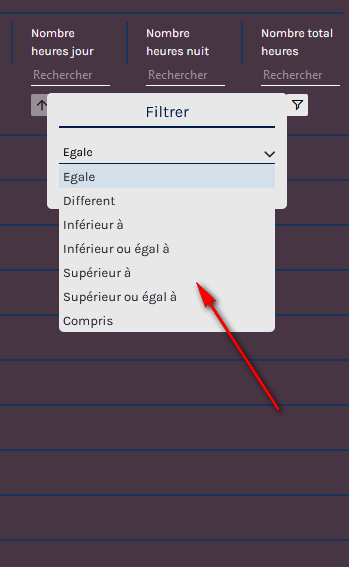 Nombre heures jour
Nombre heures nuit
Nombre total heures
Rechercher
Rechercher
Rechercher
Filtrer
Egale
Egale
Different
Inférieur à
Inférieur ou égal à
Supérieur à
Supérieur ou égal à
Compris